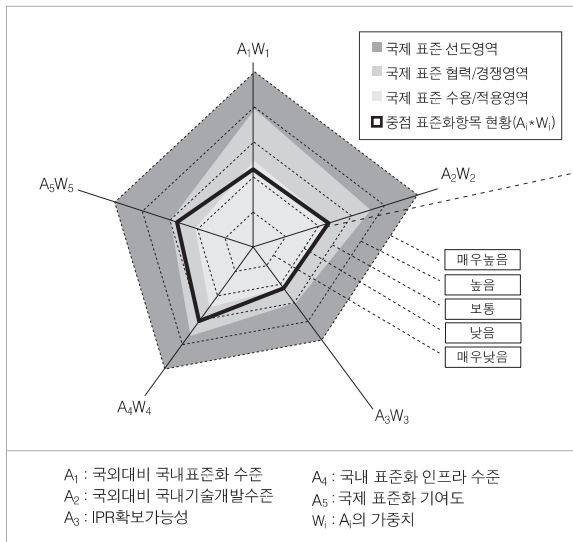 국제 표준 선도영역
국제 표준 협력/경쟁영역
국제 표준 수용/적용영역
중점 표준화항목 현황(Aᵢ*Wᵢ)
A₁W₁
A₂W₂
A₅W₅
매우높음
높음
보통
낮음
매우낮음
A₄W₄
A₃W₃
A₁ : 국외대비 국내표준화 수준
A₂ : 국외대비 국내기술개발수준
A₃ : IPR확보가능성
A₄ : 국내 표준화 인프라 수준
A₅ : 국제 표준화 기여도
Wᵢ : Aᵢ의 가중치